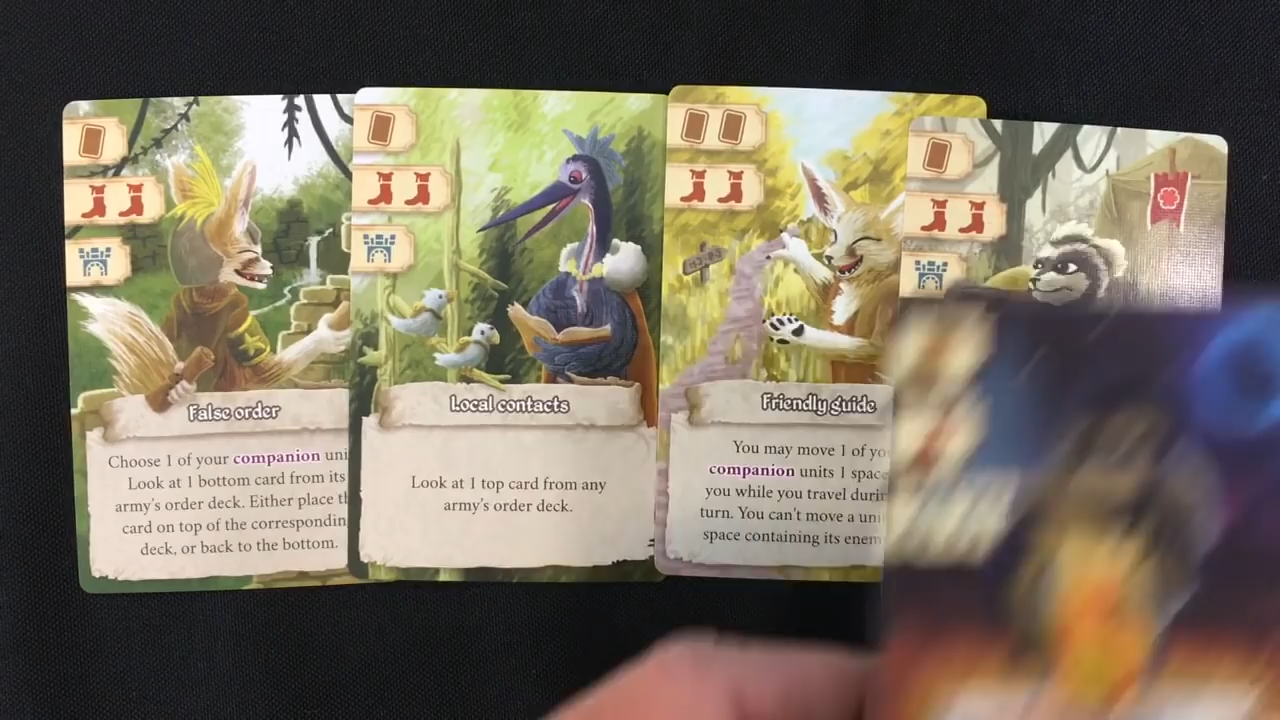 False order
Choose 1 of your companion uni
Look at 1 bottom card from its
army's order deck. Either place th
card on top of the correspondin
deck, or back to the bottom.
Local contacts
Look at 1 top card from any
army's order deck.
Friendly guide
You may move 1 of yo
companion units 1 space
you while you travel durin
turn. You can't move a uni
space containing its enem